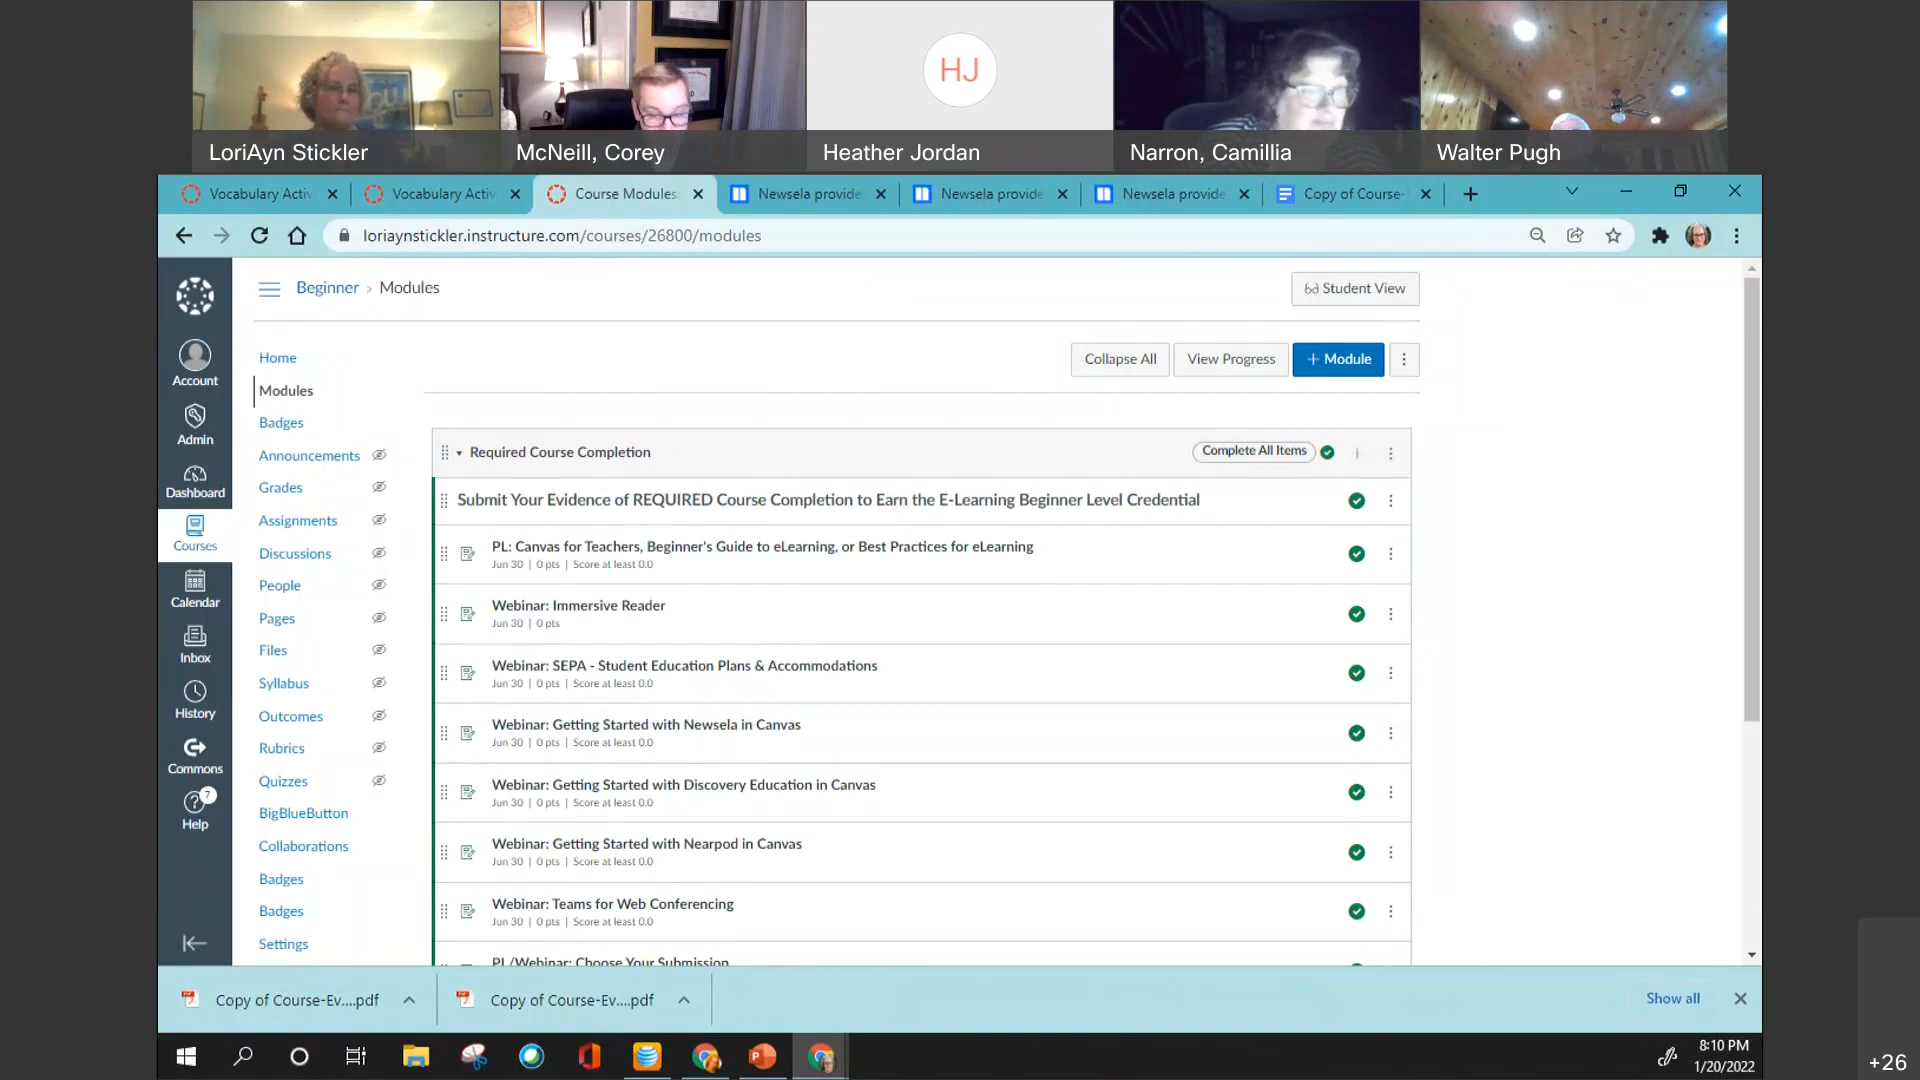 HJ
LoriAyn Stickler
McNeill, Corey
Heather Jordan
Narron, Camillia
Walter Pugh
Vocabulary Activ
Vocabulary Activ
Course Modules:
Newsela provide
Newsela provide
Newsela provide
Copy of Course-
loriaynstickler.instructure.com/courses/26800/modules
Beginner › Modules
Student View
Collapse All
View Progress
+ Module
Account
Admin
Dashboard
Courses
Calendar
Inbox
History
Commons
7
Help
Home
Modules
Badges
Announcements
Grades
Assignments
Discussions
People
Pages
Files
Syllabus
Outcomes
Rubrics
Quizzes
BigBlueButton
Collaborations
Badges
Badges
Settings
Required Course Completion
Complete All Items
Submit Your Evidence of REQUIRED Course Completion to Earn the E-Learning Beginner Level Credential
PL: Canvas for Teachers, Beginner's Guide to eLearning, or Best Practices for eLearning
Jun 30 | 0 pts | Score at least 0.0
Webinar: Immersive Reader
Jun 30 | 0 pts
Webinar: SEPA - Student Education Plans & Accommodations
Jun 30 | 0 pts | Score at least 0.0
Webinar: Getting Started with Newsela in Canvas
Jun 30 | 0 pts | Score at least 0.0
Webinar: Getting Started with Discovery Education in Canvas
Jun 30 | 0 pts | Score at least 0.0
Webinar: Getting Started with Nearpod in Canvas
Jun 30 | 0 pts | Score at least 0.0
Webinar: Teams for Web Conferencing
Jun 30 | 0 pts | Score at least 0.0
PL/Webinar: Choose Your Submission
Copy of Course-Ev....pdf
Copy of Course-Ev....pdf
Show all
8:10 PM
1/20/2022
+26